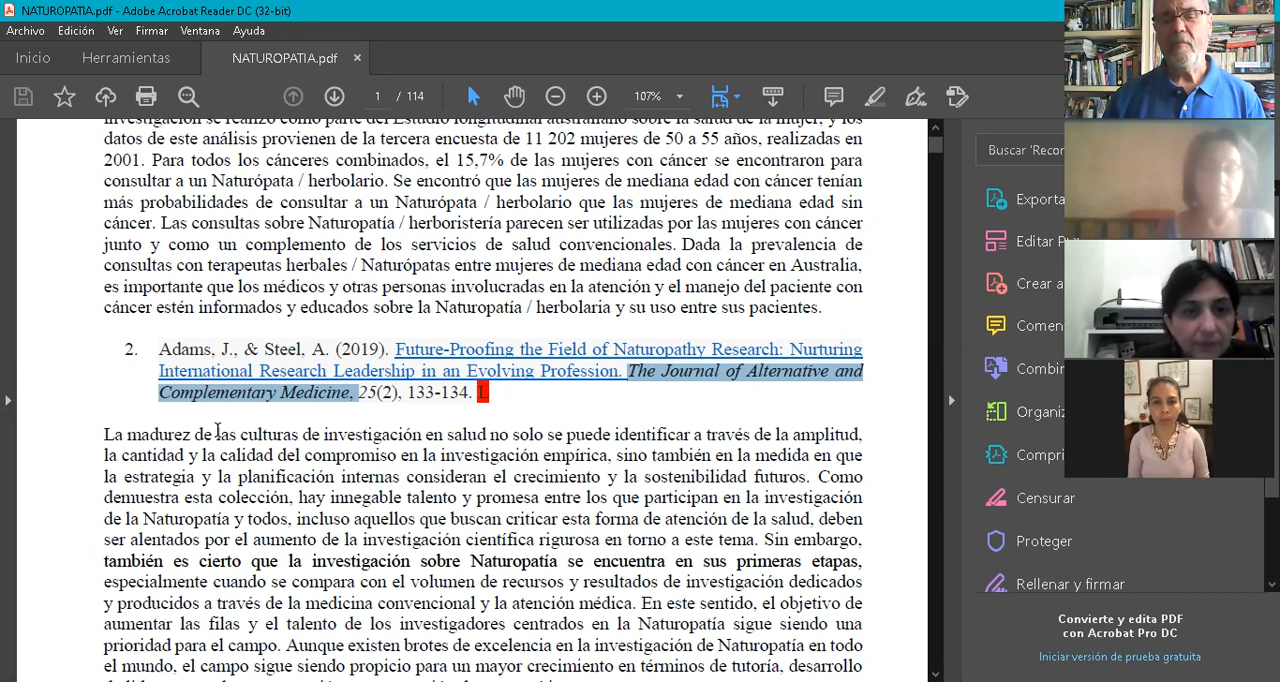 NATUROPATIA.pdf - Adobe Acrobat Reader DC (32-bit)
Archivo Edición Ver Firmar Ventana Ayuda
Inicio Herramientas NATUROPATIA.pdf ×
1 / 114 107%
investigación se realizó como parte del Estudio longitudinal australiano sobre la salud de la mujer, y los
datos de este análisis provienen de la tercera encuesta de 11 202 mujeres de 50 a 55 años, realizadas en
2001. Para todos los cánceres combinados, el 15,7% de las mujeres con cáncer se encontraron para
consultar a un Naturópata / herbolario. Se encontró que las mujeres de mediana edad con cáncer tenían
más probabilidades de consultar a un Naturópata / herbolario que las mujeres de mediana edad sin
cáncer. Las consultas sobre Naturopatía / herboristería parecen ser utilizadas por las mujeres con cáncer
junto y como un complemento de los servicios de salud convencionales. Dada la prevalencia de
consultas con terapeutas herbales / Naturópatas entre mujeres de mediana edad con cáncer en Australia,
es importante que los médicos y otras personas involucradas en la atención y el manejo del paciente con
cáncer estén informados y educados sobre la Naturopatía / herbolaria y su uso entre sus pacientes.
2. Adams, J., & Steel, A. (2019). Future-Proofing the Field of Naturopathy Research: Nurturing
International Research Leadership in an Evolving Profession. The Journal of Alternative and
Complementary Medicine, 25(2), 133-134. L
La madurez de las culturas de investigación en salud no solo se puede identificar a través de la amplitud,
la cantidad y la calidad del compromiso en la investigación empírica, sino también en la medida en que
la estrategia y la planificación internas consideran el crecimiento y la sostenibilidad futuros. Como
demuestra esta colección, hay innegable talento y promesa entre los que participan en la investigación
de la Naturopatía y todos, incluso aquellos que buscan criticar esta forma de atención de la salud, deben
ser alentados por el aumento de la investigación científica rigurosa en torno a este tema. Sin embargo,
también es cierto que la investigación sobre Naturopatía se encuentra en sus primeras etapas,
especialmente cuando se compara con el volumen de recursos y resultados de investigación dedicados
y producidos a través de la medicina convencional y la atención médica. En este sentido, el objetivo de
aumentar las filas y el talento de los investigadores centrados en la Naturopatía sigue siendo una
prioridad para el campo. Aunque existen brotes de excelencia en la investigación de Naturopatía en todo
el mundo, el campo sigue siendo propicio para un mayor crecimiento en términos de tutoría, desarrollo
Buscar 'Recor
Exporta
Editar P
Crear a
Comen
Combin
Organiz
Compri
Censurar
Proteger
Rellenar y firmar
Convierte y edita PDF
con Acrobat Pro DC
Iniciar versión de prueba gratuita